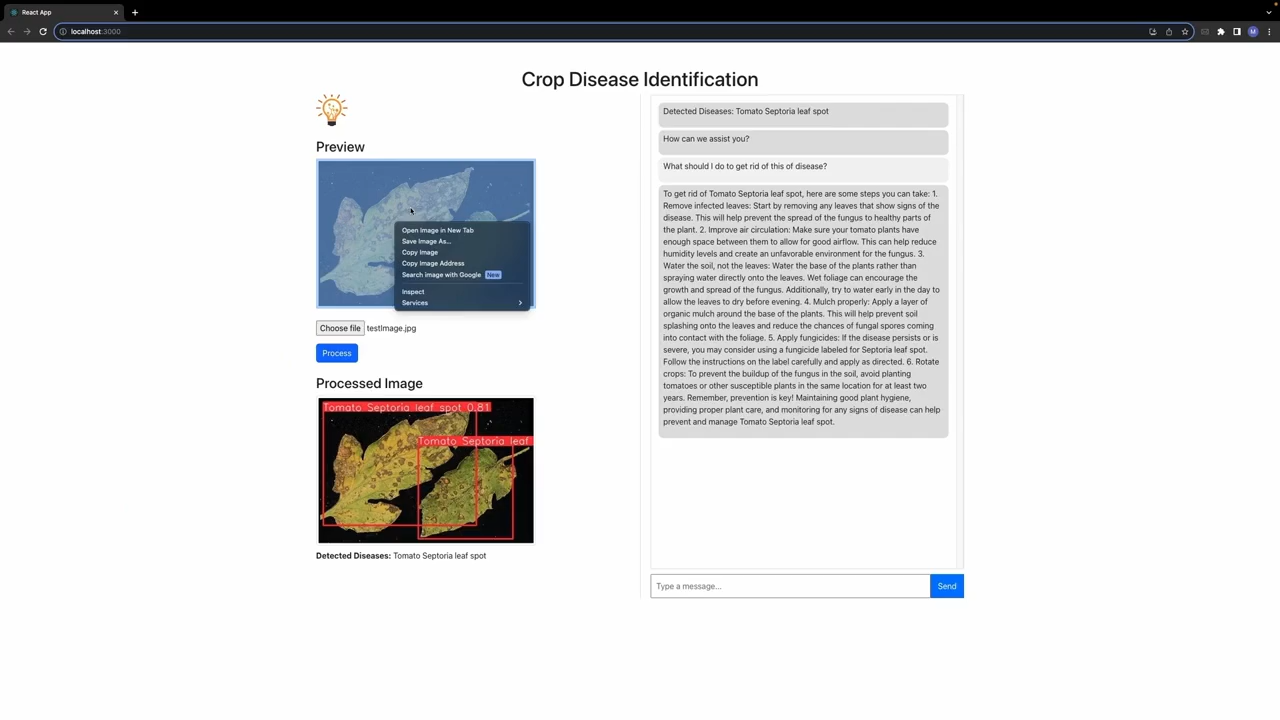 React App
localhost:3000
M
Crop Disease Identification
Preview
Open Image in New Tab
Save Image As...
Copy Image
Copy Image Address
Search image with Google New
Inspect
Services
Choose file testImage.jpg
Process
Processed Image
Tomato Septoria leaf spot 0.81
Tomato Septoria leaf
Detected Diseases: Tomato Septoria leaf spot
Detected Diseases: Tomato Septoria leaf spot
How can we assist you?
What should I do to get rid of this of disease?
To get rid of Tomato Septoria leaf spot, here are some steps you can take: 1.
Remove infected leaves: Start by removing any leaves that show signs of the
disease. This will help prevent the spread of the fungus to healthy parts of
the plant. 2. Improve air circulation: Make sure your tomato plants have
enough space between them to allow for good airflow. This can help reduce
humidity levels and create an unfavorable environment for the fungus. 3.
Water the soil, not the leaves: Water the base of the plants rather than
spraying water directly onto the leaves. Wet foliage can encourage the
growth and spread of the fungus. Additionally, try to water early in the day to
allow the leaves to dry before evening. 4. Mulch properly: Apply a layer of
organic mulch around the base of the plants. This will help prevent soil
splashing onto the leaves and reduce the chances of fungal spores coming
into contact with the foliage. 5. Apply fungicides: If the disease persists or is
severe, you may consider using a fungicide labeled for Septoria leaf spot.
Follow the instructions on the label carefully and apply as directed. 6. Rotate
crops: To prevent the buildup of the fungus in the soil, avoid planting
tomatoes or other susceptible plants in the same location for at least two
years. Remember, prevention is key! Maintaining good plant hygiene,
providing proper plant care, and monitoring for any signs of disease can help
prevent and manage Tomato Septoria leaf spot.
Type a message...
Send